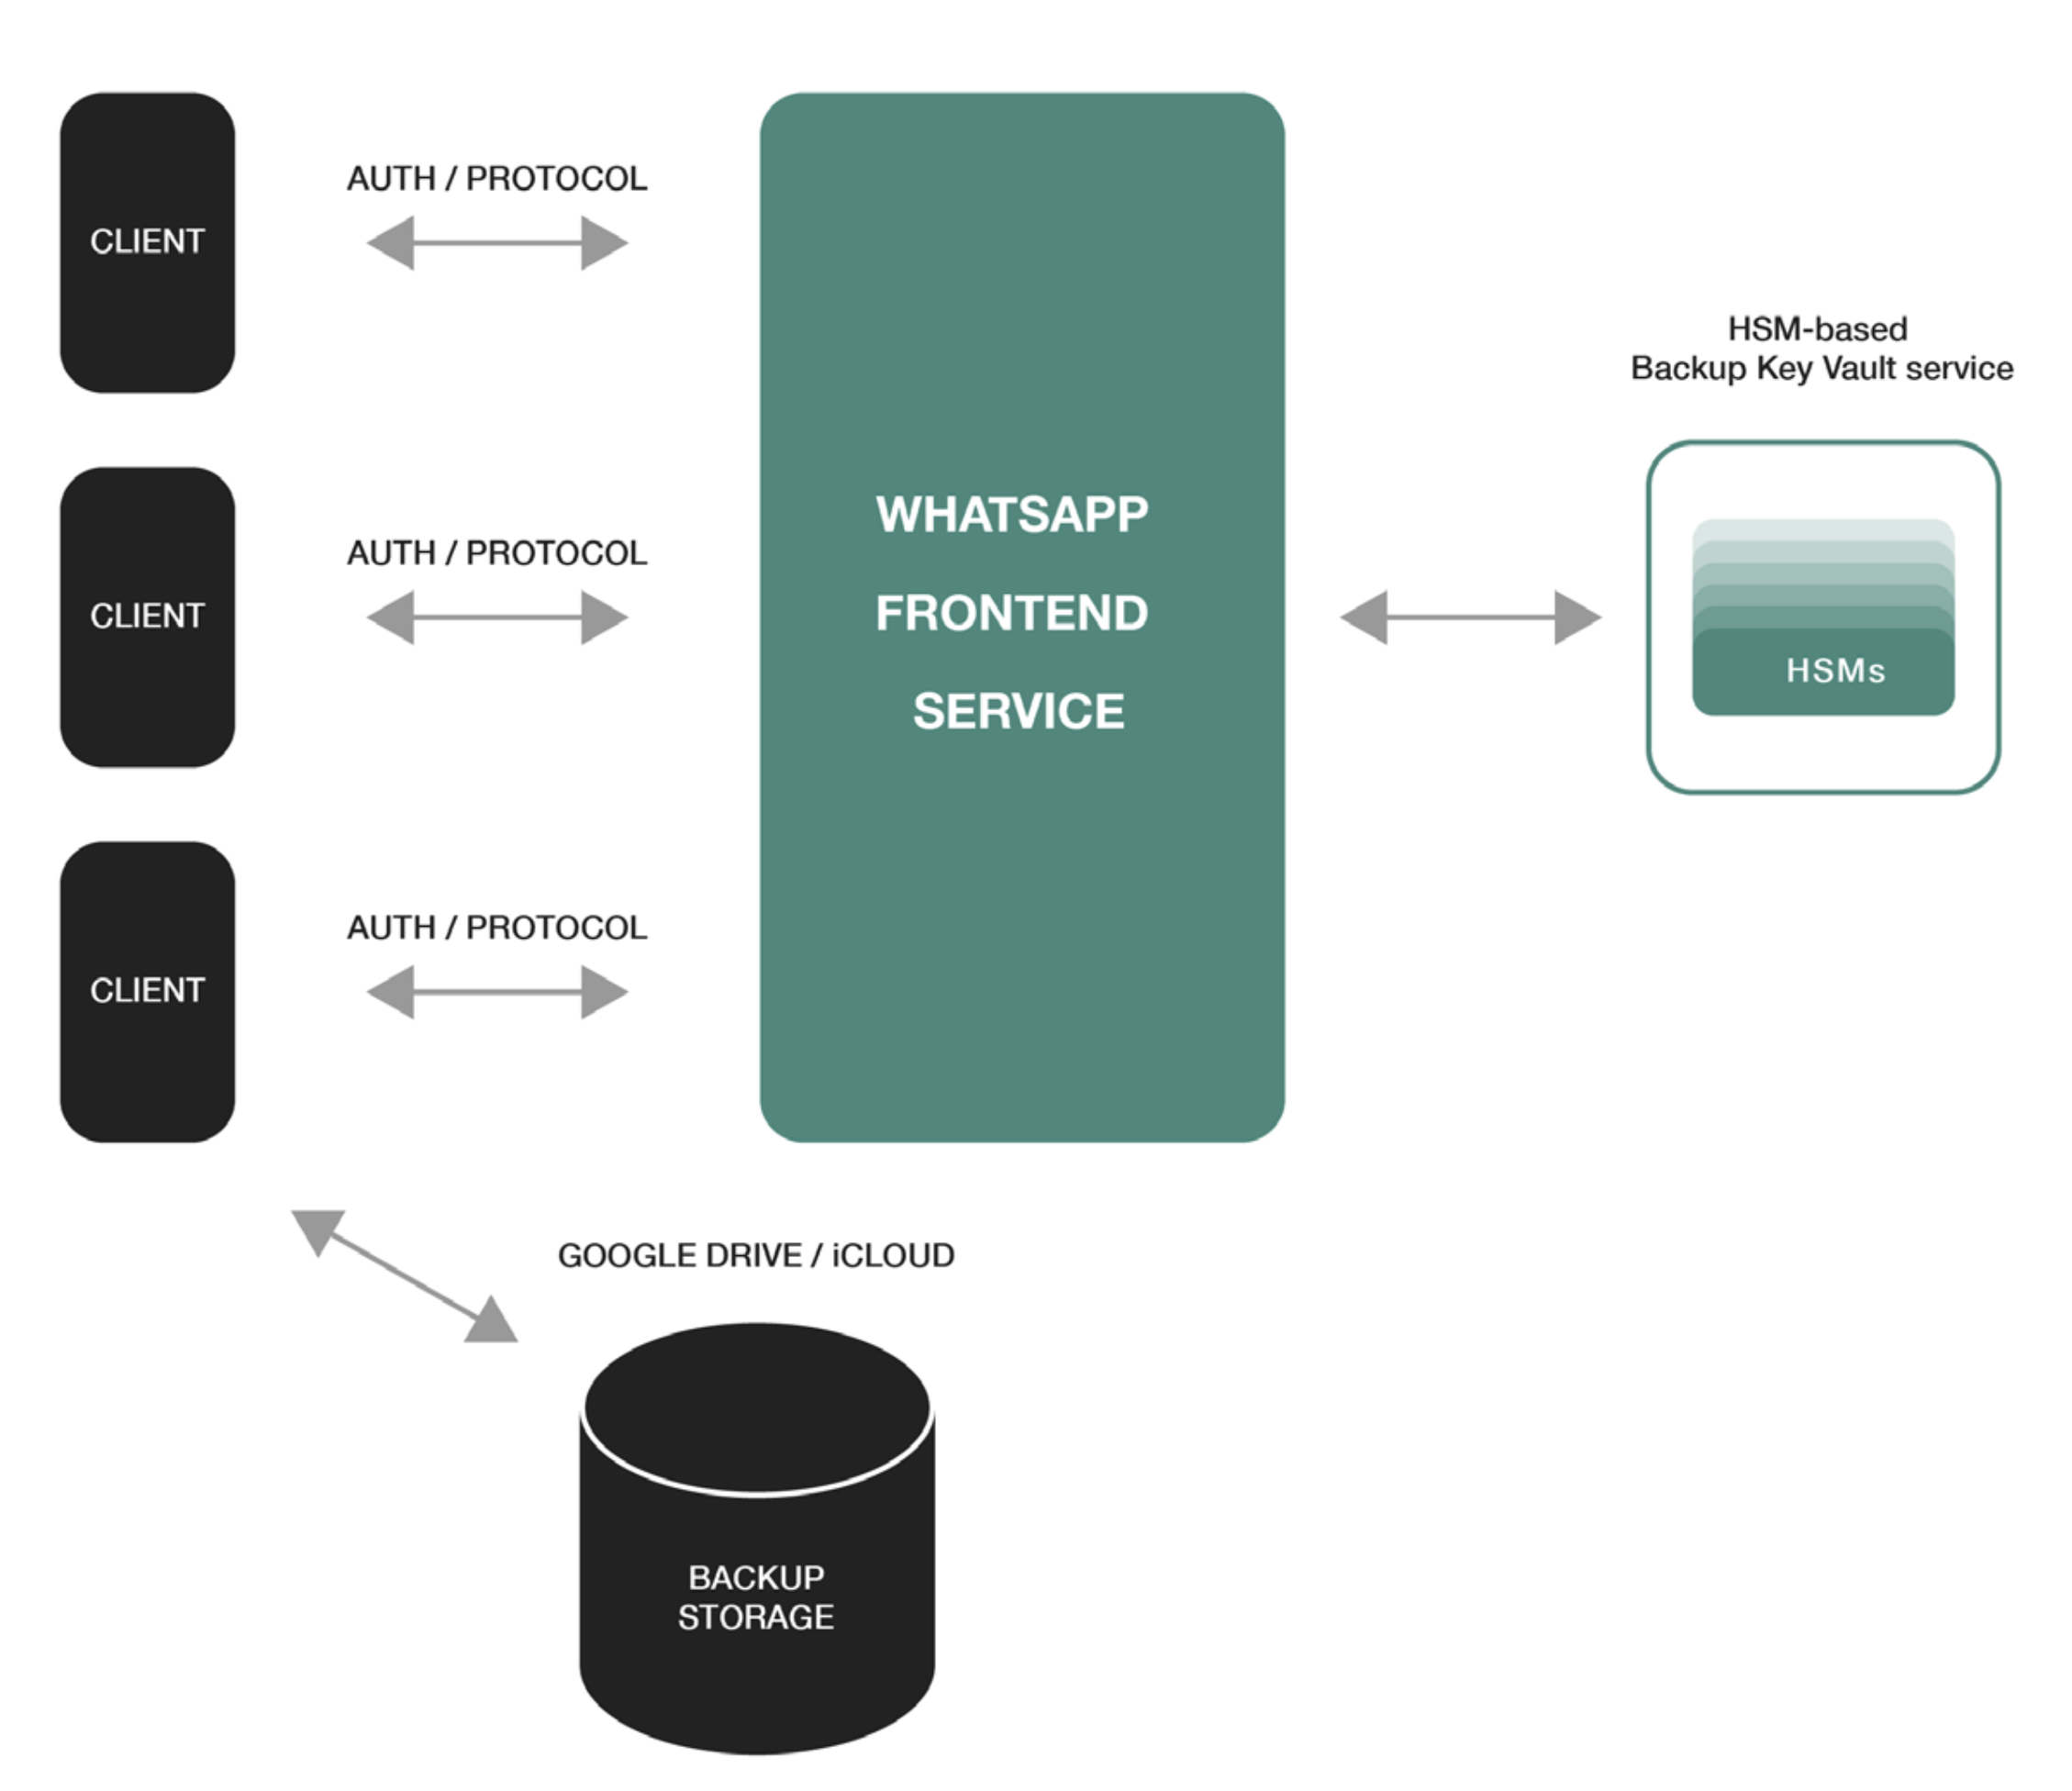 CLIENT
AUTH / PROTOCOL
CLIENT
AUTH / PROTOCOL
CLIENT
AUTH / PROTOCOL
WHATSAPP
FRONTEND
SERVICE
HSM-based
Backup Key Vault service
HSMs
GOOGLE DRIVE / iCLOUD
BACKUP
STORAGE